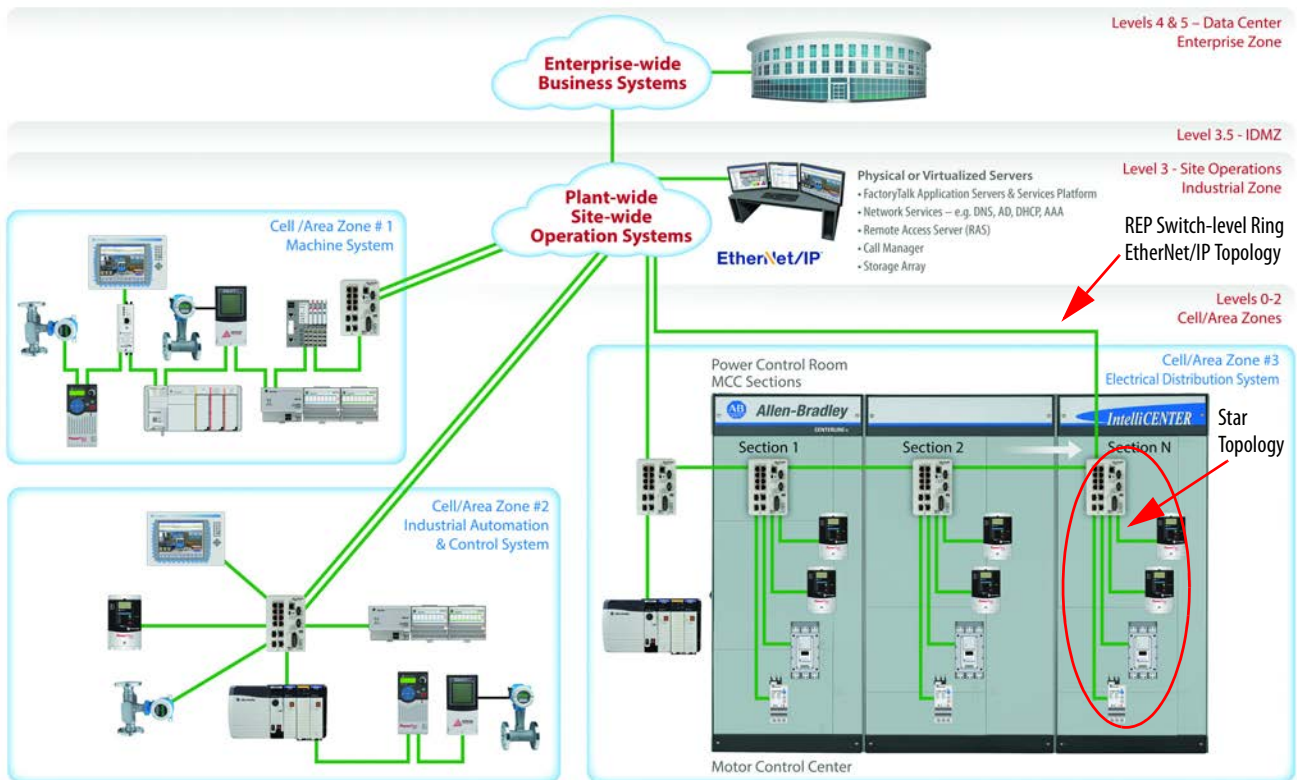 Levels 4 & 5 – Data Center
Enterprise Zone
Enterprise-wide
Business Systems
Level 3.5 - IDMZ
Level 3 - Site Operations
Industrial Zone
Plant-wide
Site-wide
Operation Systems
Physical or Virtualized Servers
• FactoryTalk Application Servers & Services Platform
• Network Services – e.g. DNS, AD, DHCP, AAA
• Remote Access Server (RAS)
• Call Manager
• Storage Array
EtherNet/IP
REP Switch-level Ring
EtherNet/IP Topology
Levels 0-2
Cell/Area Zones
Cell /Area Zone # 1
Machine System
Cell/Area Zone #2
Industrial Automation
& Control System
Cell/Area Zone #3
Electrical Distribution System
Power Control Room
MCC Sections
AB
Allen-Bradley
CENTERLINE
IntelliCENTER
Star
Topology
Section 1
Section 2
Section N
Motor Control Center